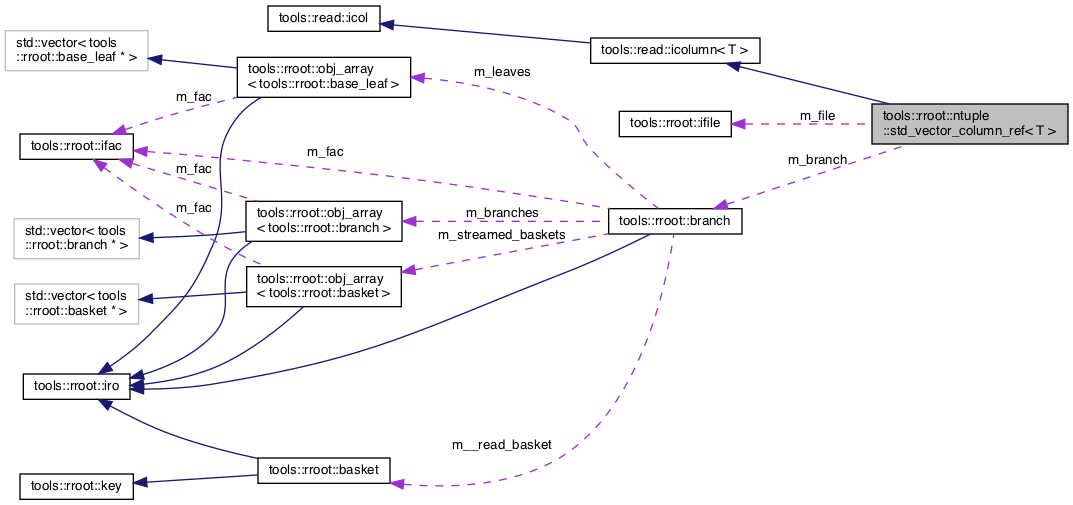 tools::read::icol
std::vector< tools
::rroot::base_leaf * >
tools::read::icolumn< T >
tools::rroot::obj_array
< tools::rroot::base_leaf >
m_leaves
m_fac
tools::rroot::ntuple
::std_vector_column_ref< T >
m_file
tools::rroot::ifile
tools::rroot::ifac
m_fac
m_branch
m_fac
m_fac
tools::rroot::obj_array
< tools::rroot::branch >
m_branches
tools::rroot::branch
std::vector< tools
::rroot::branch * >
m_streamed_baskets
tools::rroot::obj_array
< tools::rroot::basket >
std::vector< tools
::rroot::basket * >
tools::rroot::iro
m__read_basket
tools::rroot::basket
tools::rroot::key